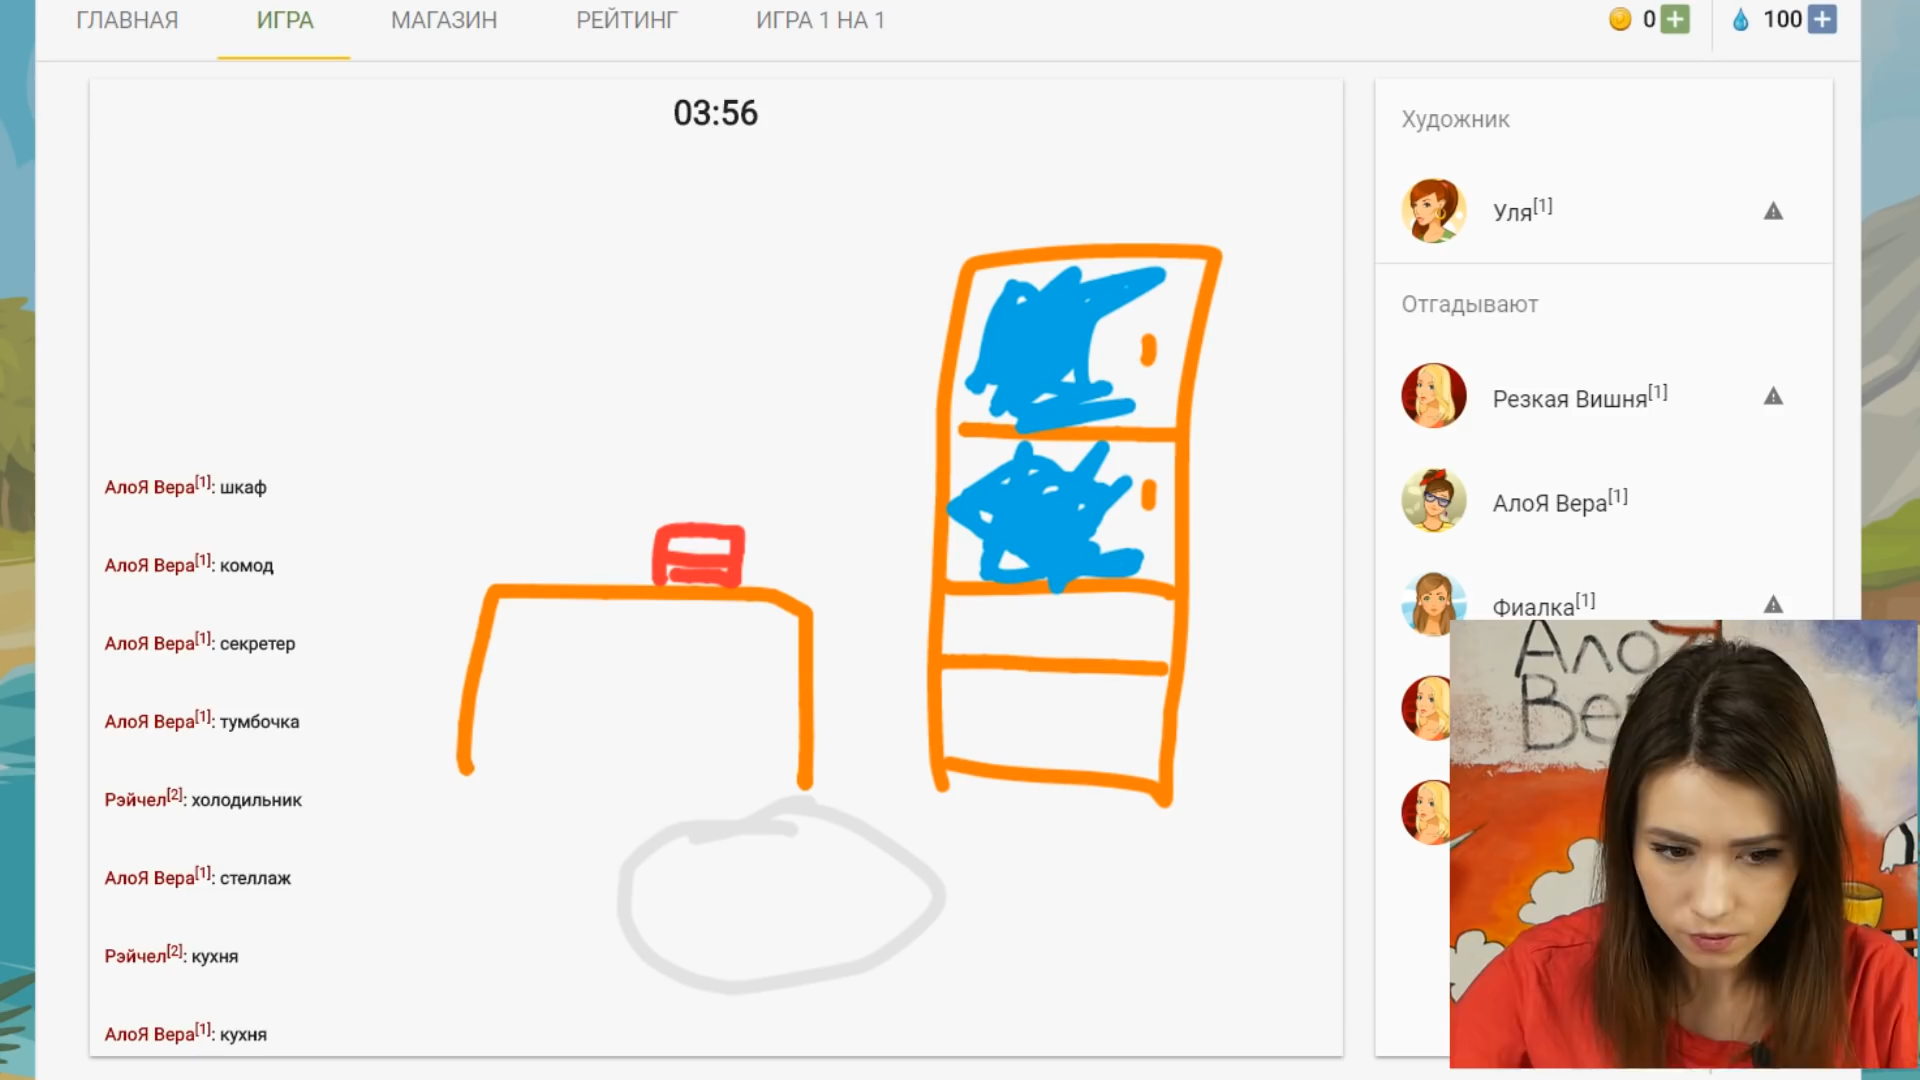 ГЛАВНАЯ ИГРА МАГАЗИН РЕЙТИНГ ИГРА 1 НА 1 0 100
03:56
Художник
Уля[1]
Отгадывают
Резкая Вишня[1]
АлоЯ Вера[1]
Фиалка[1]
АлоЯ Вера[1]: шкаф
АлоЯ Вера[1]: комод
АлоЯ Вера[1]: секретер
АлоЯ Вера[1]: тумбочка
Рэйчел[2]: холодильник
АлоЯ Вера[1]: стеллаж
Рэйчел[2]: кухня
АлоЯ Вера[1]: кухня
АлоЯ
Ве